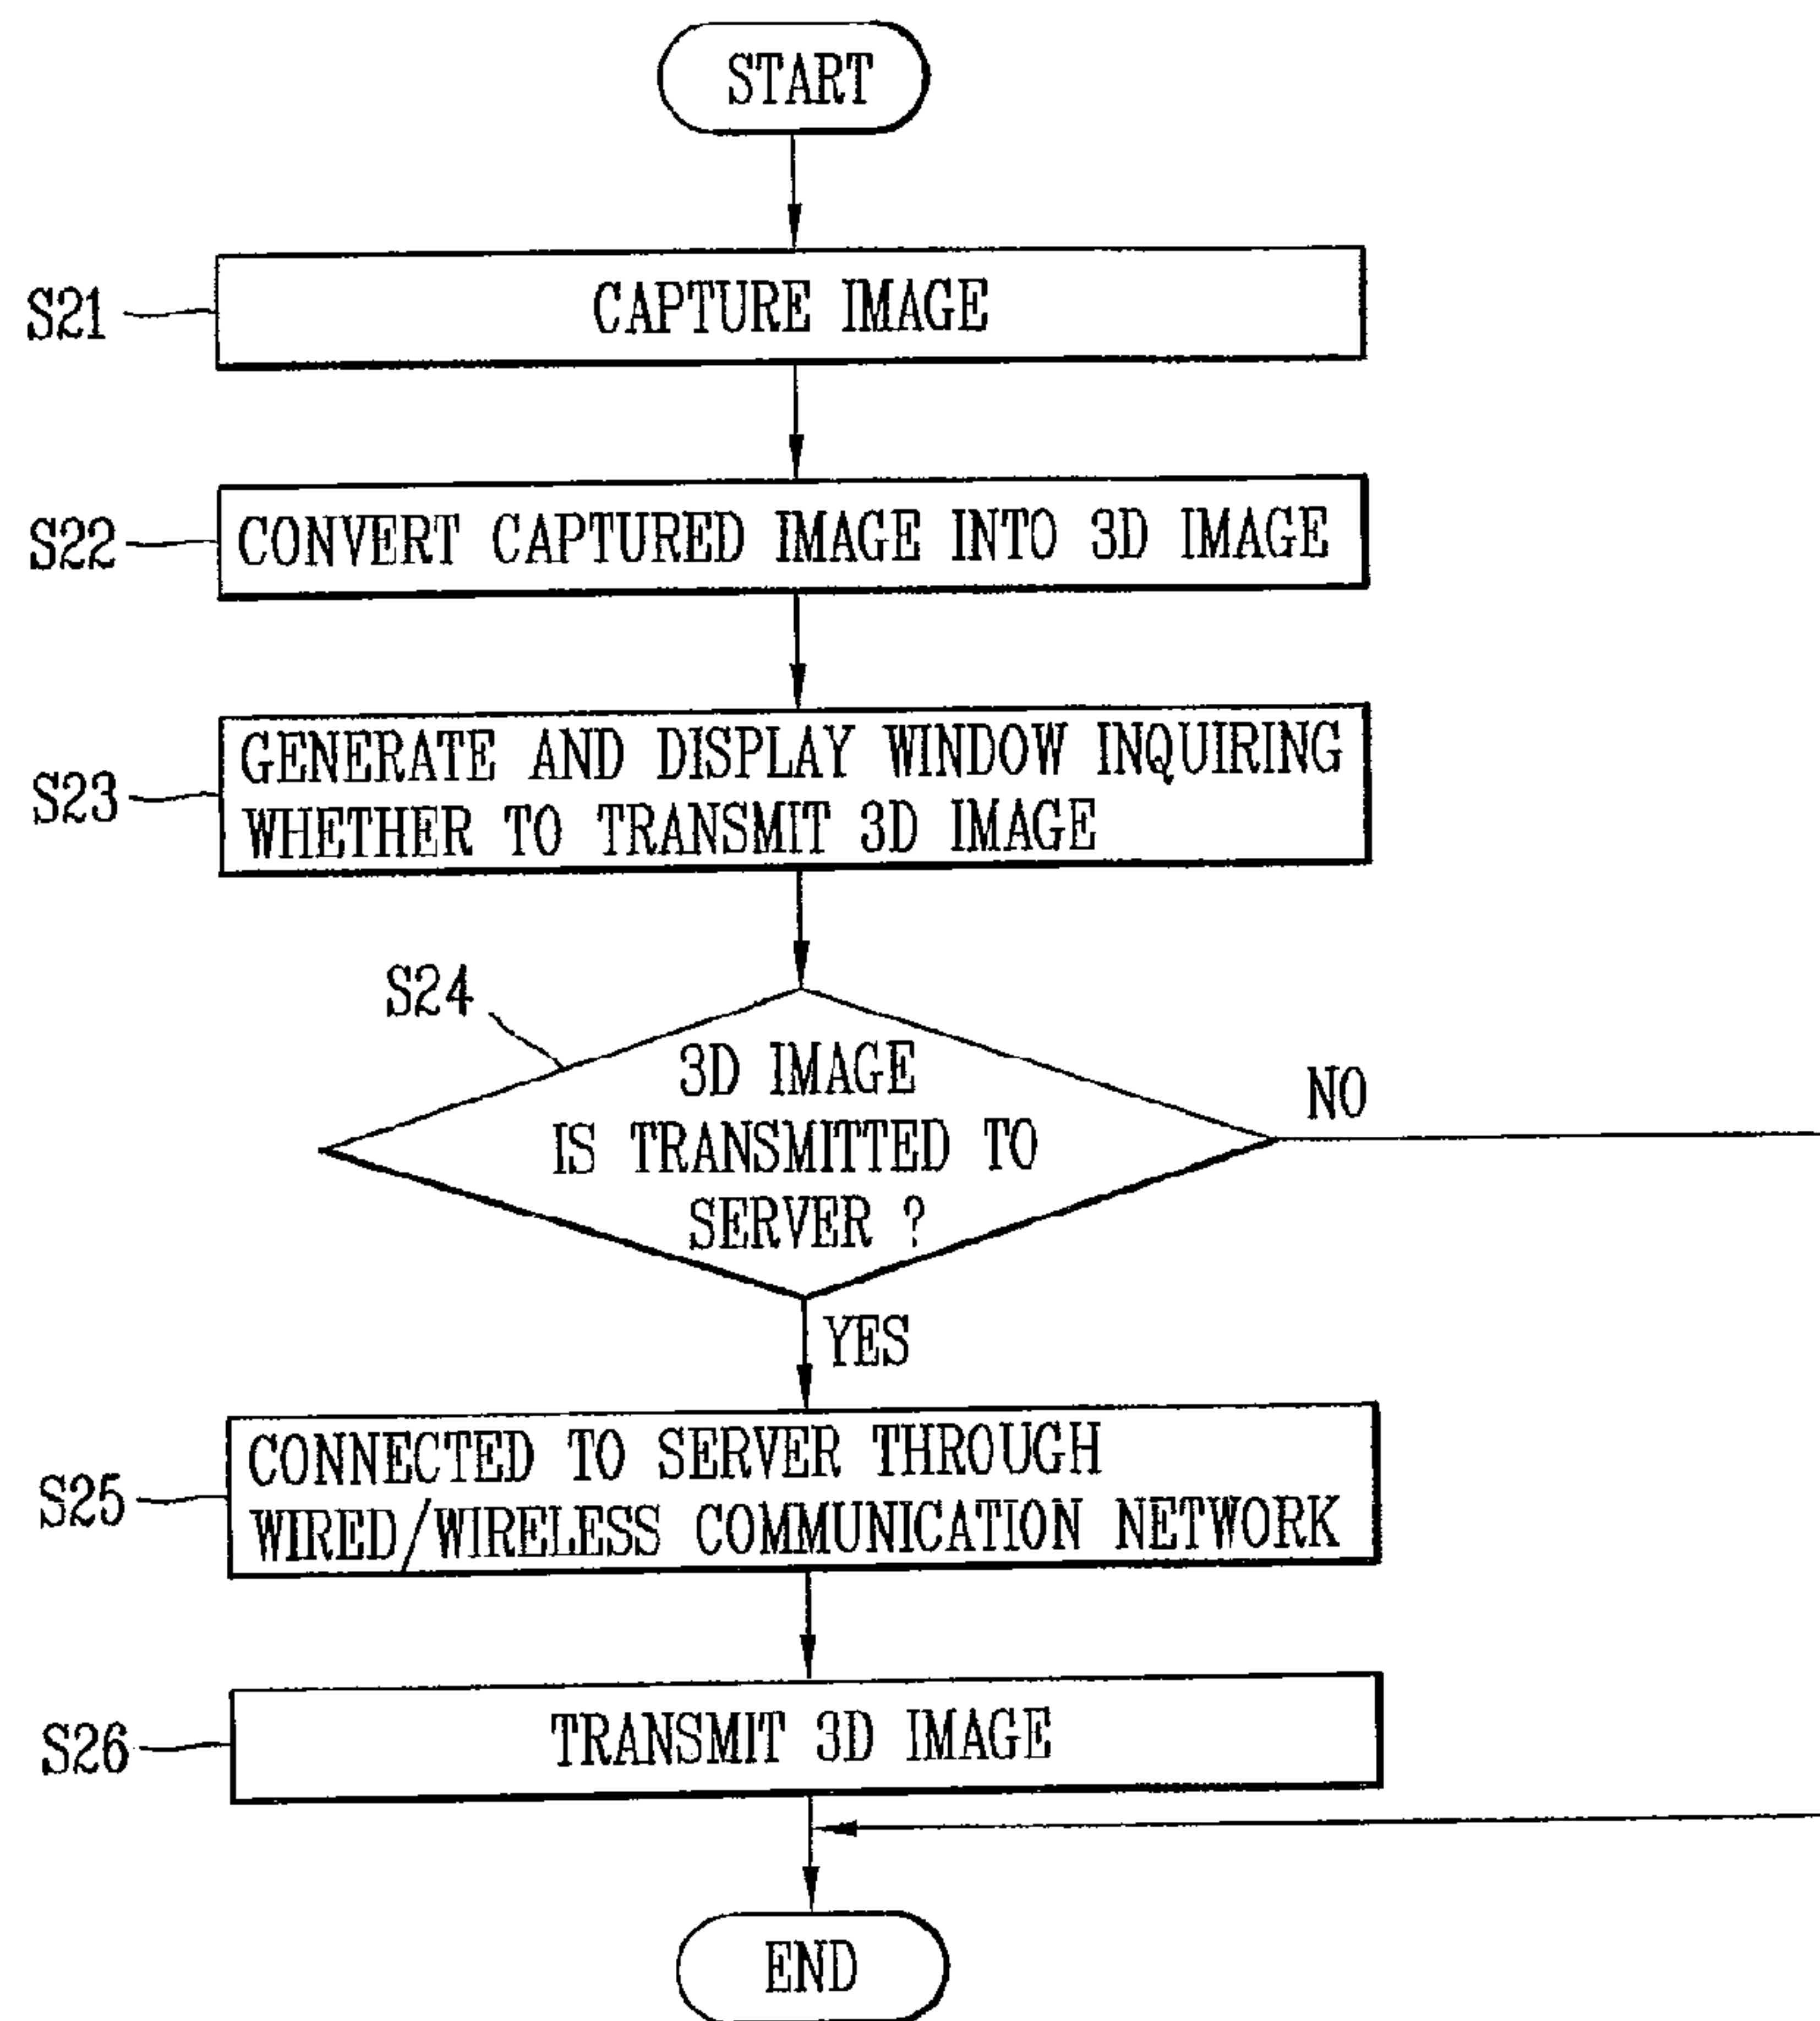 START
S21
CAPTURE IMAGE
S22
CONVERT CAPTURED IMAGE INTO 3D IMAGE
S23
GENERATE AND DISPLAY WINDOW INQUIRING
WHETHER TO TRANSMIT 3D IMAGE
S24
3D IMAGE
IS TRANSMITTED TO
SERVER ?
NO
YES
S25
CONNECTED TO SERVER THROUGH
WIRED/WIRELESS COMMUNICATION NETWORK
S26
TRANSMIT 3D IMAGE
END